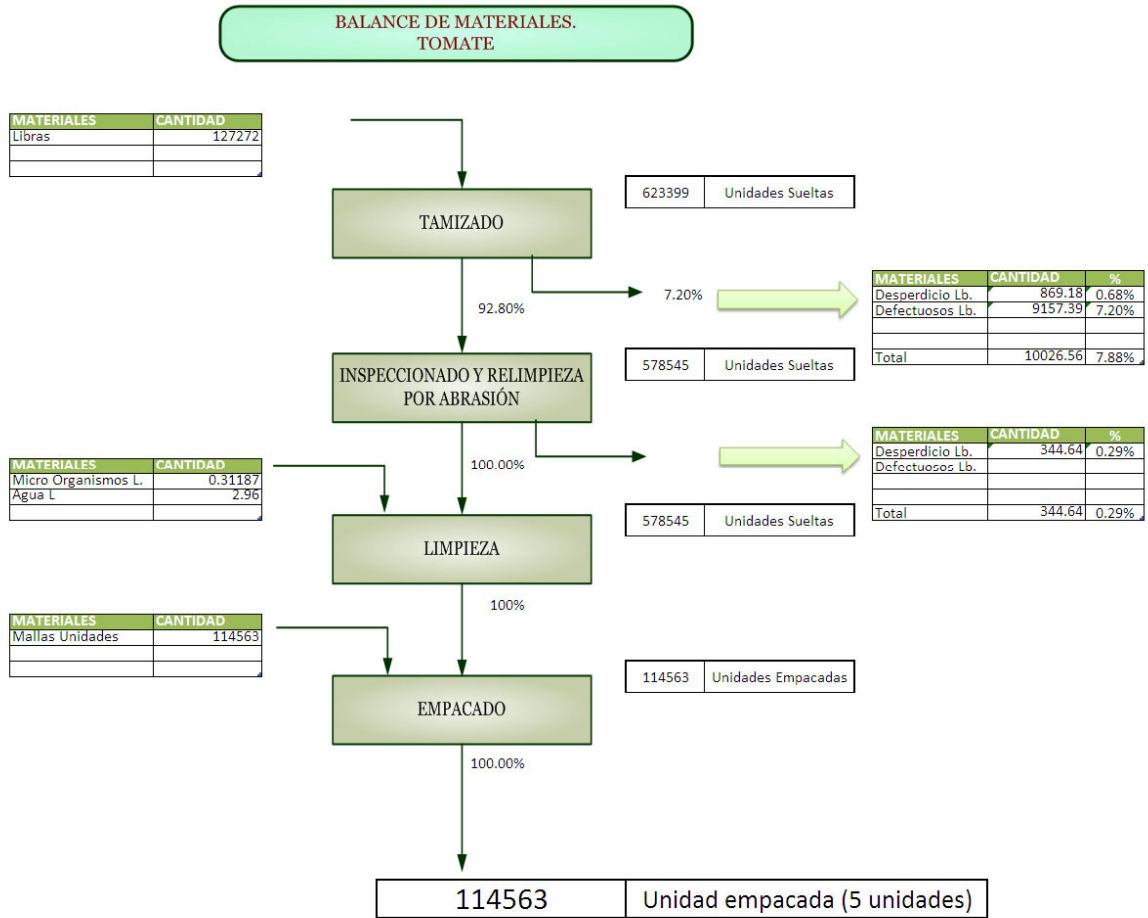 BALANCE DE MATERIALES.
TOMATE
MATERIALES CANTIDAD
Libras 127272
623399 Unidades Sueltas
TAMIZADO
7.20%
92.80%
MATERIALES CANTIDAD %
Desperdicio Lb. 869.18 0.68%
Defectuosos Lb. 9157.39 7.20%
Total 10026.56 7.88%
578545 Unidades Sueltas
INSPECCIONADO Y RELIMPIEZA
POR ABRASIÓN
100.00%
MATERIALES CANTIDAD %
Desperdicio Lb. 344.64 0.29%
Defectuosos Lb.
Total 344.64 0.29%
MATERIALES CANTIDAD
Micro Organismos L. 0.31187
Agua L 2.96
578545 Unidades Sueltas
LIMPIEZA
100%
MATERIALES CANTIDAD
Mallas Unidades 114563
114563 Unidades Empacadas
EMPACADO
100.00%
114563 Unidad empacada (5 unidades)